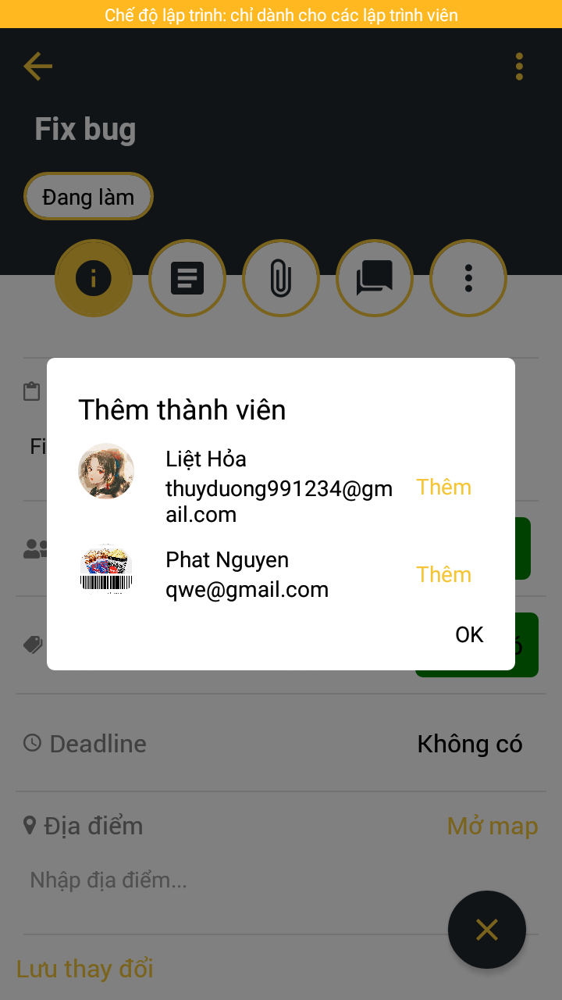 Chế độ lập trình: chỉ dành cho các lập trình viên
Fix bug
Đang làm
Thêm thành viên
Fi
Liệt Hỏa
thuyduong991234@gm
ail.com
Thêm
Phat Nguyen
qwe@gmail.com
Thêm
OK
Deadline
Không có
Địa điểm
Mở map
Nhập địa điểm...
Lưu thay đổi